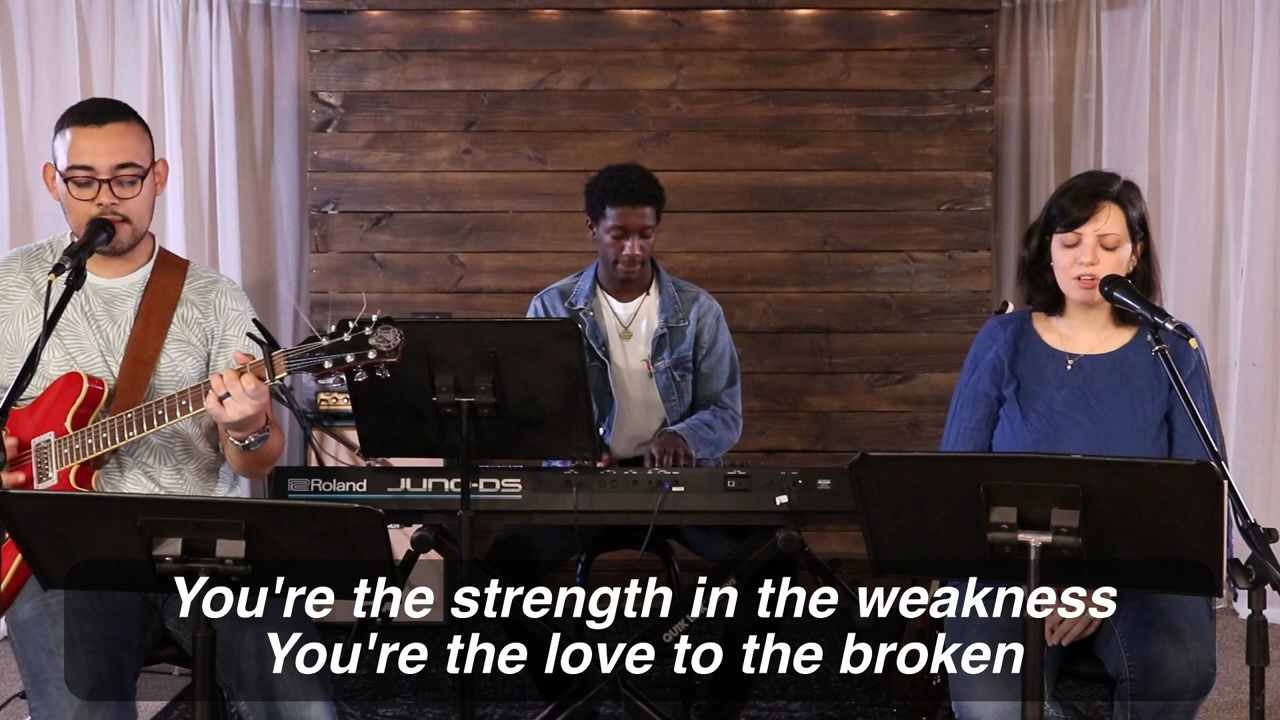 Roland JUNO-DS
You're the strength in the weakness
You're the love to the broken